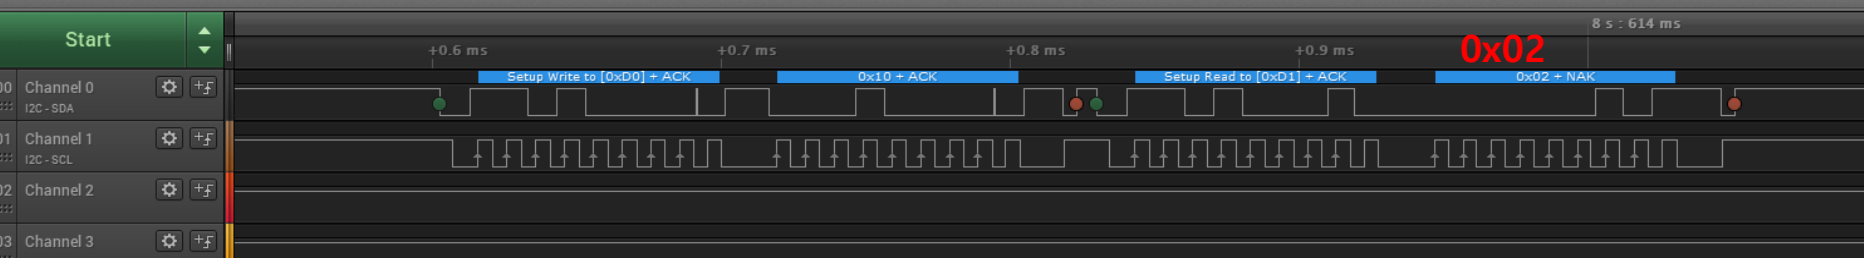 8 s : 614 ms
Start
+0.6 ms
+0.7 ms
+0.8 ms
+0.9 ms
0x02
00
Channel 0
I2C - SDA
Setup Write to [0xD0] + ACK
0x10 + ACK
Setup Read to [0xD1] + ACK
0x02 + NAK
01
Channel 1
I2C - SCL
02
Channel 2
03
Channel 3